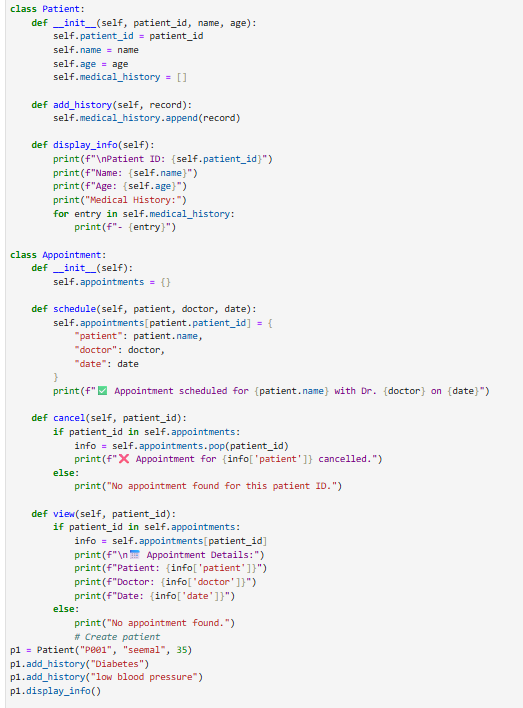 class Patient:
    def __init__(self, patient_id, name, age):
        self.patient_id = patient_id
        self.name = name
        self.age = age
        self.medical_history = []

    def add_history(self, record):
        self.medical_history.append(record)

    def display_info(self):
        print(f"\nPatient ID: {self.patient_id}")
        print(f"Name: {self.name}")
        print(f"Age: {self.age}")
        print("Medical History:")
        for entry in self.medical_history:
            print(f"- {entry}")

class Appointment:
    def __init__(self):
        self.appointments = {}

    def schedule(self, patient, doctor, date):
        self.appointments[patient.patient_id] = {
            "patient": patient.name,
            "doctor": doctor,
            "date": date
        }
        print(f"✅ Appointment scheduled for {patient.name} with Dr. {doctor} on {date}")

    def cancel(self, patient_id):
        if patient_id in self.appointments:
            info = self.appointments.pop(patient_id)
            print(f"❌ Appointment for {info['patient']} cancelled.")
        else:
            print("No appointment found for this patient ID.")

    def view(self, patient_id):
        if patient_id in self.appointments:
            info = self.appointments[patient_id]
            print(f"\n📅 Appointment Details:")
            print(f"Patient: {info['patient']}")
            print(f"Doctor: {info['doctor']}")
            print(f"Date: {info['date']}")
        else:
            print("No appointment found.")
            # Create patient
p1 = Patient("P001", "seemal", 35)
p1.add_history("Diabetes")
p1.add_history("low blood pressure")
p1.display_info()